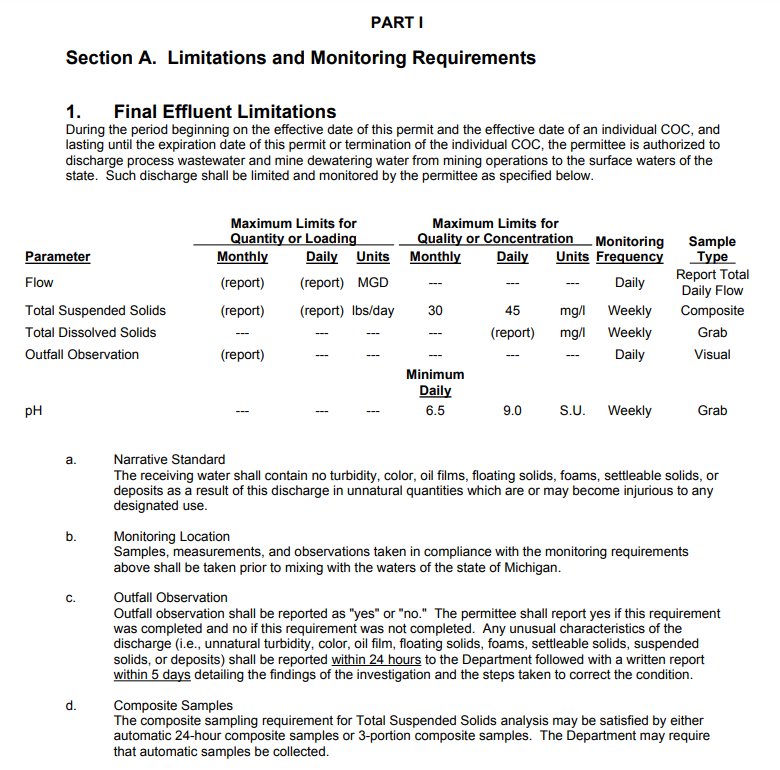 PART I
Section A. Limitations and Monitoring Requirements
1. Final Effluent Limitations
During the period beginning on the effective date of this permit and the effective date of an individual COC, and
lasting until the expiration date of this permit or termination of the individual COC, the permittee is authorized to
discharge process wastewater and mine dewatering water from mining operations to the surface waters of the
state. Such discharge shall be limited and monitored by the permittee as specified below.
Maximum Limits for Maximum Limits for
Quantity or Loading Quality or Concentration Monitoring Sample
Parameter Monthly Daily Units Monthly Daily Units Frequency Type
Flow (report) (report) MGD --- --- --- Daily Report Total
Daily Flow
Total Suspended Solids (report) (report) lbs/day 30 45 mg/l Weekly Composite
Total Dissolved Solids --- --- --- --- (report) mg/l Weekly Grab
Outfall Observation (report) --- --- --- --- --- Daily Visual
Minimum
Daily
pH --- --- --- 6.5 9.0 S.U. Weekly Grab
a. Narrative Standard
The receiving water shall contain no turbidity, color, oil films, floating solids, foams, settleable solids, or
deposits as a result of this discharge in unnatural quantities which are or may become injurious to any
designated use.
b. Monitoring Location
Samples, measurements, and observations taken in compliance with the monitoring requirements
above shall be taken prior to mixing with the waters of the state of Michigan.
c. Outfall Observation
Outfall observation shall be reported as "yes" or "no." The permittee shall report yes if this requirement
was completed and no if this requirement was not completed. Any unusual characteristics of the
discharge (i.e., unnatural turbidity, color, oil film, floating solids, foams, settleable solids, suspended
solids, or deposits) shall be reported within 24 hours to the Department followed with a written report
within 5 days detailing the findings of the investigation and the steps taken to correct the condition.
d. Composite Samples
The composite sampling requirement for Total Suspended Solids analysis may be satisfied by either
automatic 24-hour composite samples or 3-portion composite samples. The Department may require
that automatic samples be collected.